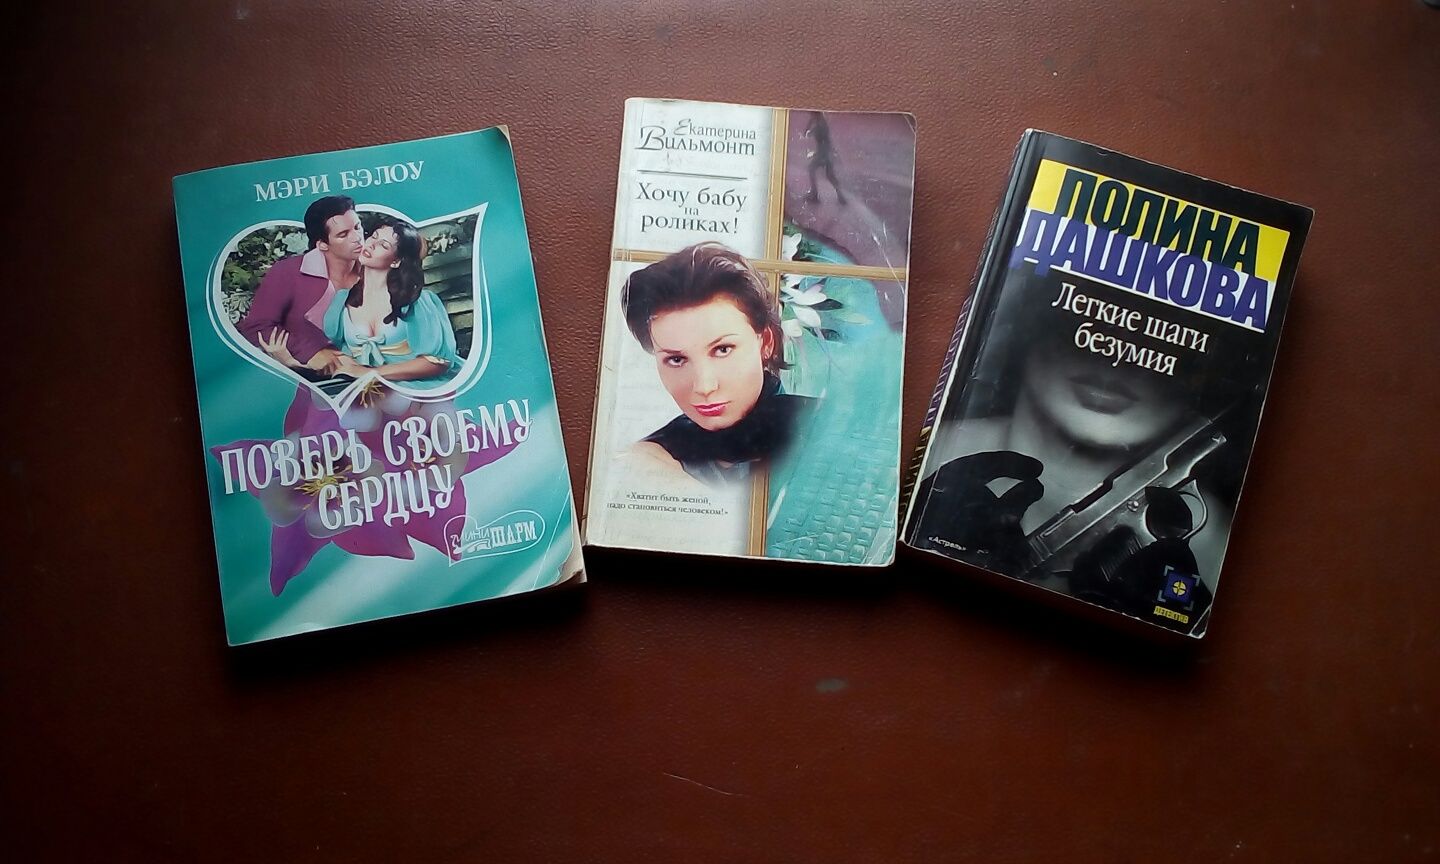 МЭРИ БЭЛОУ
ПОВЕРЬ СВОЕМУ
СЕРДЦУ
МИНИ ШАРМ
Екатерина
Вильмонт
Хочу бабу
на
роликах!
«Хватит быть женой,
надо становиться человеком!»
ПОЛИНА
ДАШКОВА
Легкие шаги
безумия
«Астрель»
ДЕТЕКТИВ